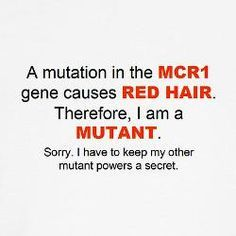 A mutation in the MCR1
gene causes RED HAIR.
Therefore, I am a
MUTANT.
Sorry. I have to keep my other
mutant powers a secret.